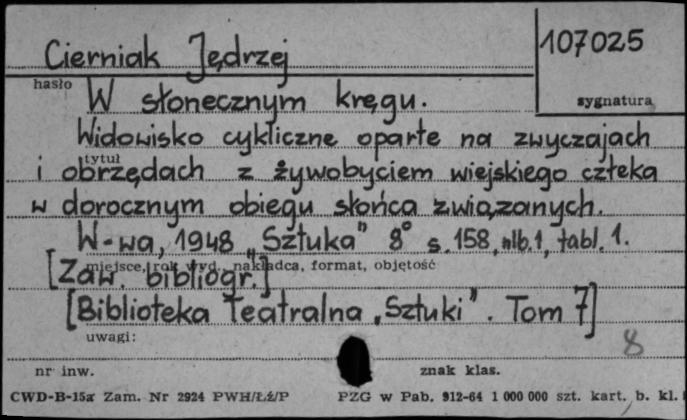 Cierniak Jędrzej
107025
hasło
sygnatura
W słonecznym kręgu.
Widowisko cykliczne oparte na zwyczajach
tytuł
i obrzędach z żywobyciem wiejskiego człeka
w dorocznym obiegu słońca związanych.
W-wa, 1948 „Sztuka" 8° s. 158, nlb. 1, tabl. 1.
miejsce, rok wyd., nakładca, format, objętość
[Zaw. bibliogr.]
[Biblioteka Teatralna „Sztuki". Tom 7]
uwagi:
8
nr inw.
znak klas.
CWD-B-15a Zam. Nr 2924 PWH/Łź/P
PZG w Pab. 912-64 1 000 000 szt. kart. b. kl.